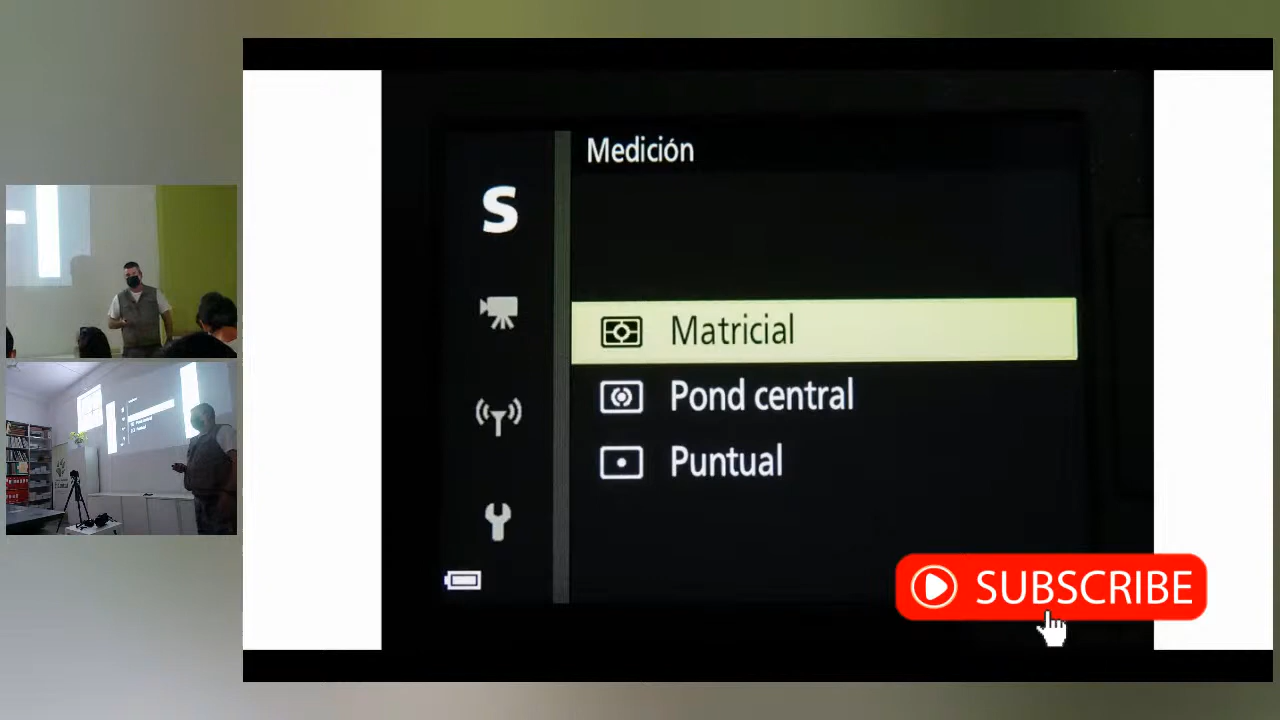 Medición
S
Matricial
Pond central
Puntual
SUBSCRIBE